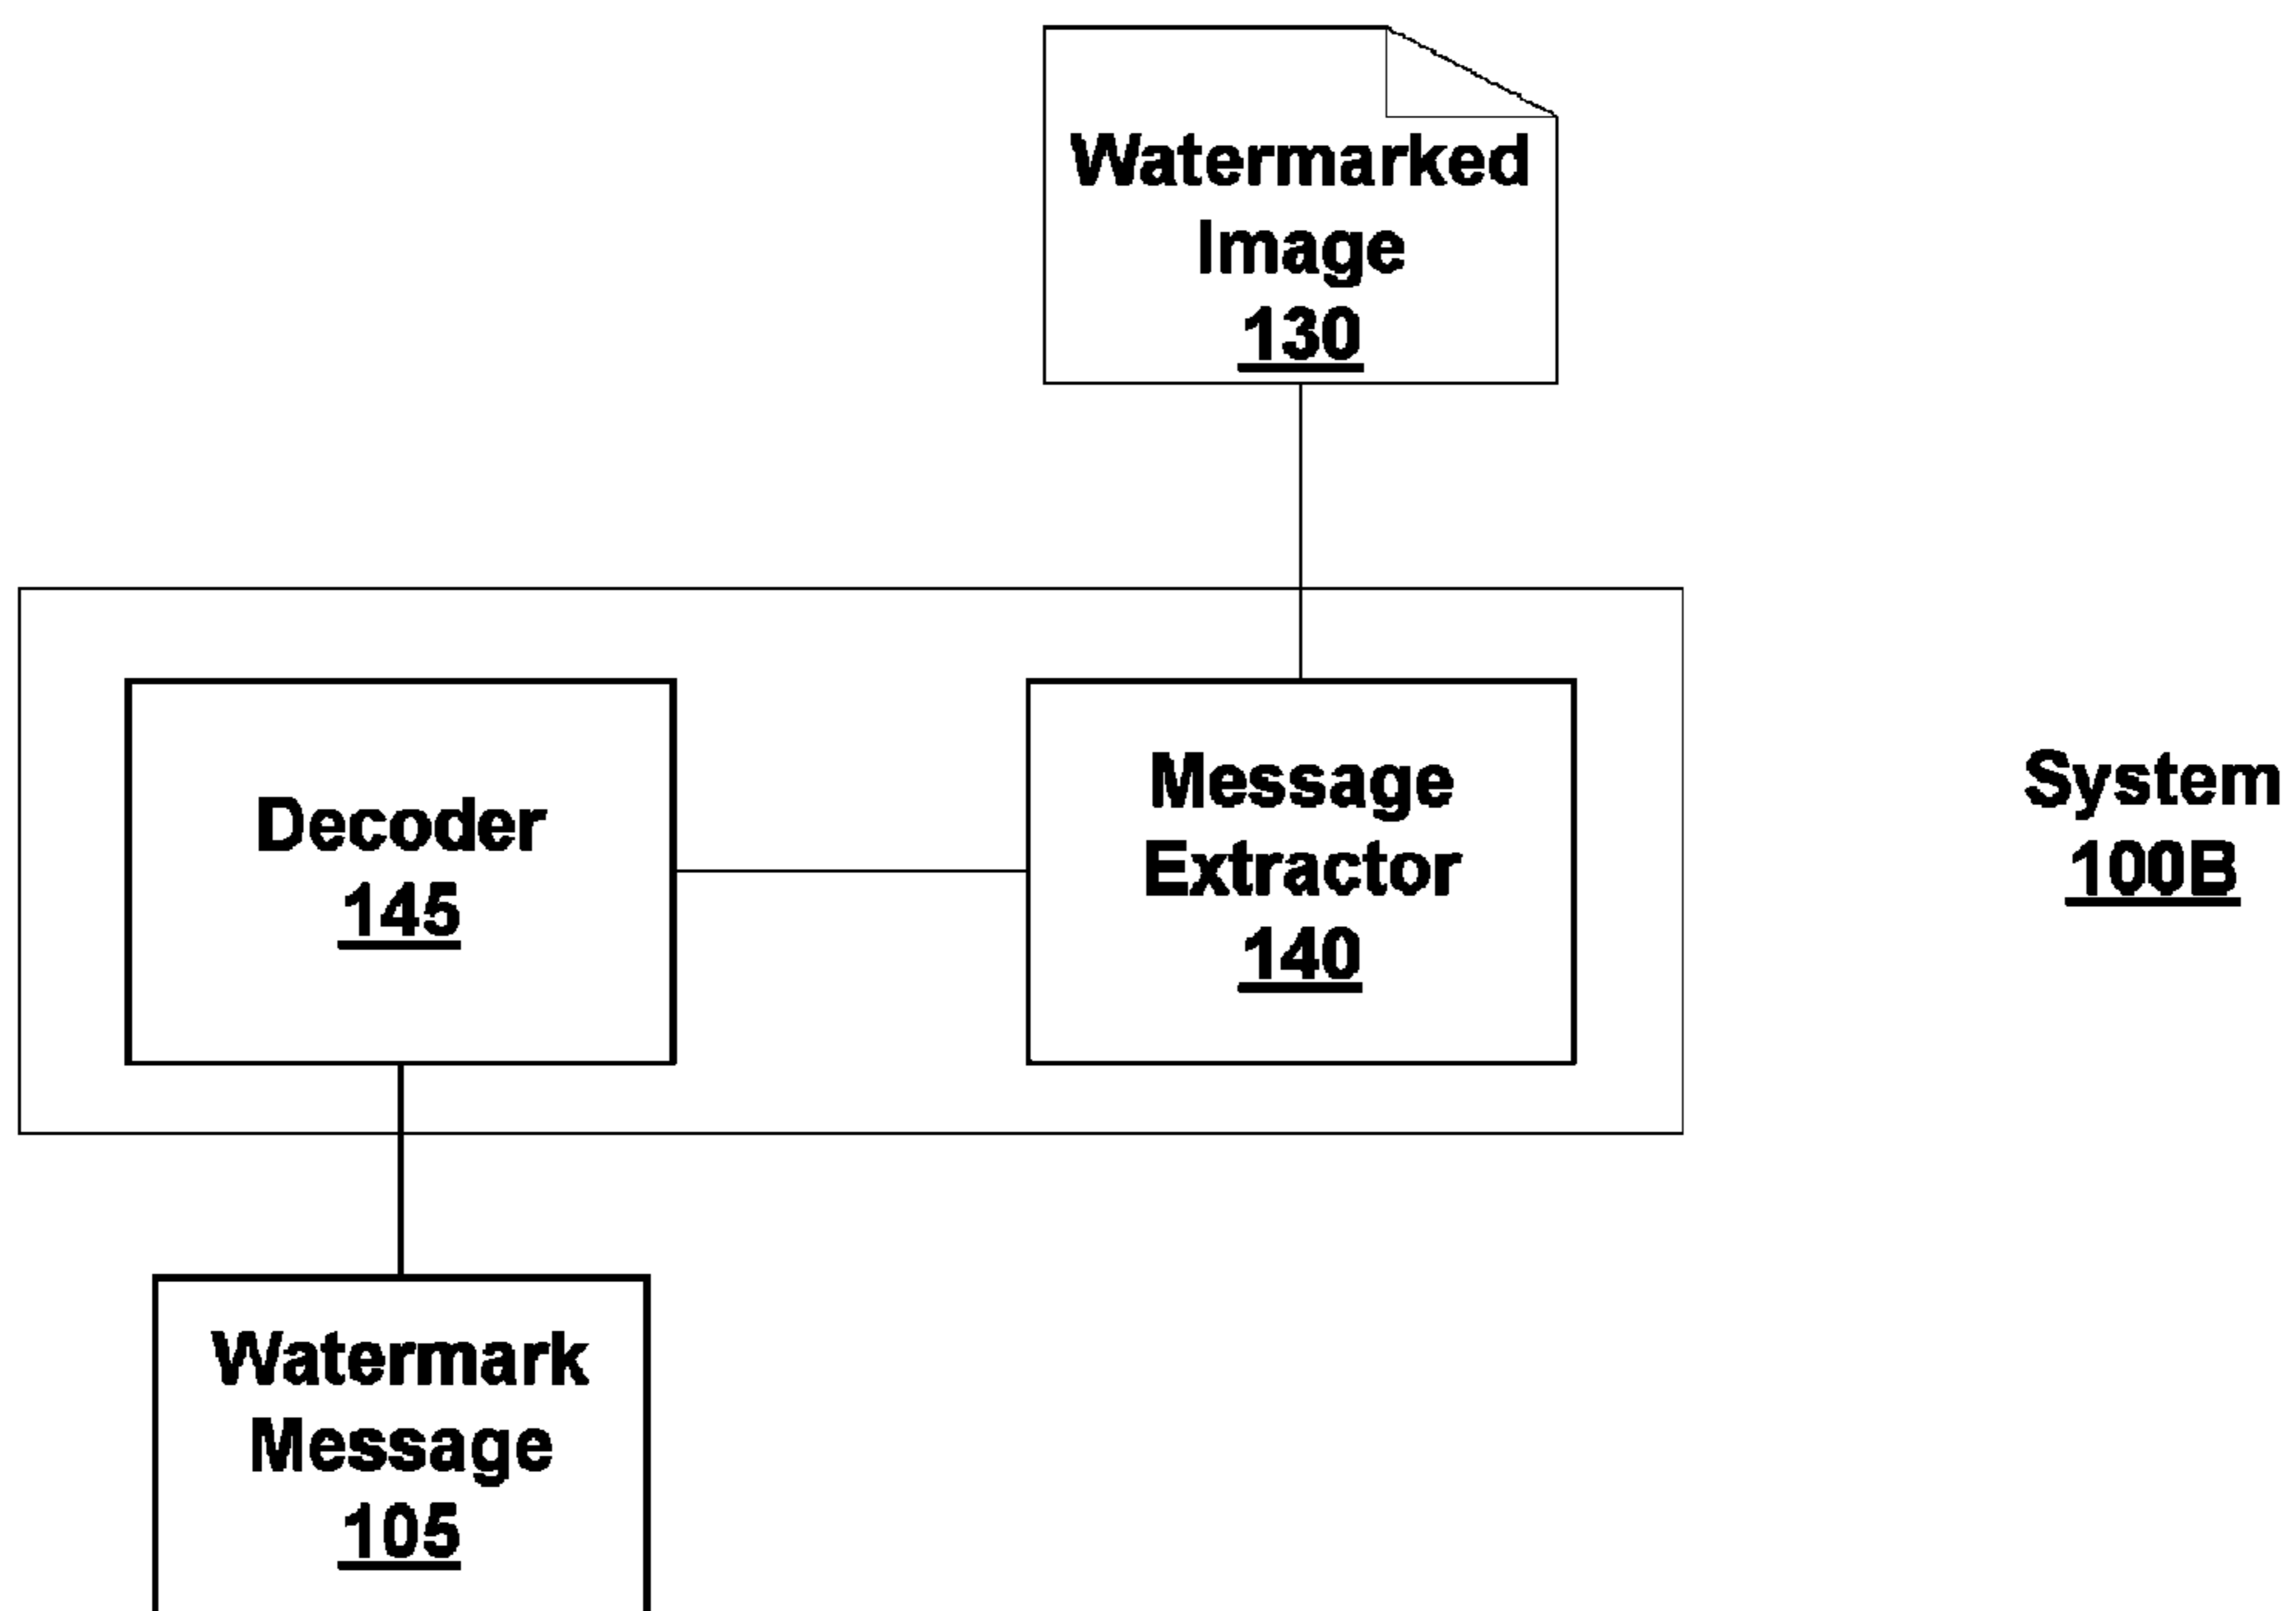 Watermarked
Image
130
Decoder
145
Message
Extractor
140
System
100B
Watermark
Message
105